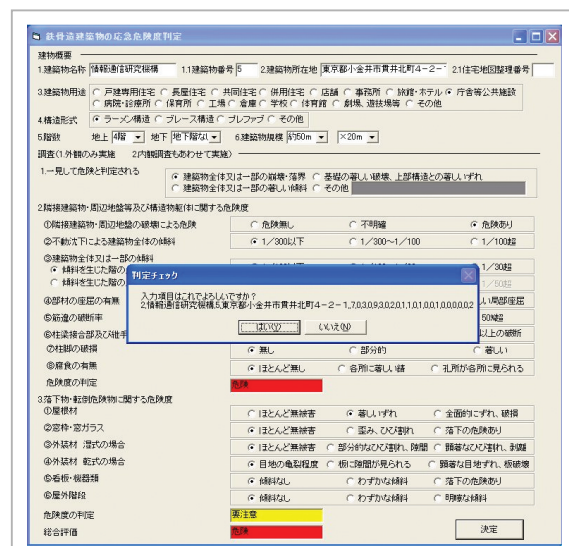 鉄骨造建築物の応急危険度判定
建物概要
1.建築物名称 情報通信研究機構 1.1建築物番号 5 2.建築物所在地 東京都小金井市貫井北町4-2- 2.1住宅地図整理番号
3.建築物用途 戸建専用住宅 長屋住宅 共同住宅 併用住宅 店舗 事務所 旅館・ホテル 庁舎等公共施設
病院・診療所 保育所 工場 倉庫 学校 体育館 劇場、遊技場等 その他
4.構造形式 ラーメン構造 ブレース構造 プレファブ その他
5.階数 地上 4階 地下 地下階なし 6.建築物規模 約50m ×20m
調査(1.外観のみ実施 2.内観調査もあわせて実施)
1.一見して危険と判定される 建築物全体又は一部の崩壊・落界 基礎の著しい破壊、上部構造との著しいずれ
建築物全体又は一部の著しい傾斜 その他
2.隣接建築物・周辺地盤等及び構造物躯体に関する危険度
①隣接建築物・周辺地盤の破壊による危険 危険無し 不明確 危険あり
②不動沈下による建築物全体の傾斜 1/300以下 1/300~1/100 1/100超
③建築物全体又は一部の傾斜
傾斜を生じた階の 1/30超
傾斜を生じた階の 1/50超
判定チェック
入力項目はこれでよろしいですか?
2,情報通信研究機構,5,東京都小金井市貫井北町4-2-1,7,0,3,0,9,3,0,2,0,1,1,0,1,0,0,1,0,0,0,0,0,2
はい(Y) いいえ(N)
④部材の座屈の有無 しい局部座屈
⑤筋違の破断率 50%超
⑥柱梁接合部及び継手 以上の破断
⑦柱脚の破損 無し 部分的 著しい
⑧腐食の有無 ほとんど無し 各所に著しい錆 孔所が各所に見られる
危険度の判定 危険
3.落下物・転倒危険物に関する危険度
①屋根材 ほとんど無被害 著しいずれ 全面的にずれ、破損
②窓枠・窓ガラス ほとんど無被害 歪み、ひび割れ 落下の危険あり
③外装材 湿式の場合 ほとんど無被害 部分的なひび割れ、隙間 顕著なひび割れ、剥離
④外装材 乾式の場合 目地の亀裂程度 板に隙間が見られる 顕著な目地ずれ、板破壊
⑤看板・機器類 傾斜なし わずかな傾斜 落下の危険あり
⑥屋外階段 傾斜なし わずかな傾斜 明瞭な傾斜
危険度の判定 要注意
総合評価 危険 決定